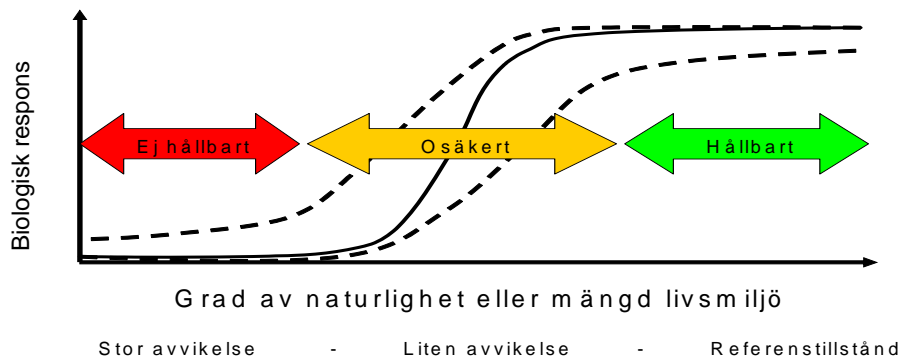 Biologisk respons
Ej hållbart
Osäkert
Hållbart
Grad av naturlighet eller mängd livsmiljö
Stor avvikelse - Liten avvikelse - Referenstillstånd